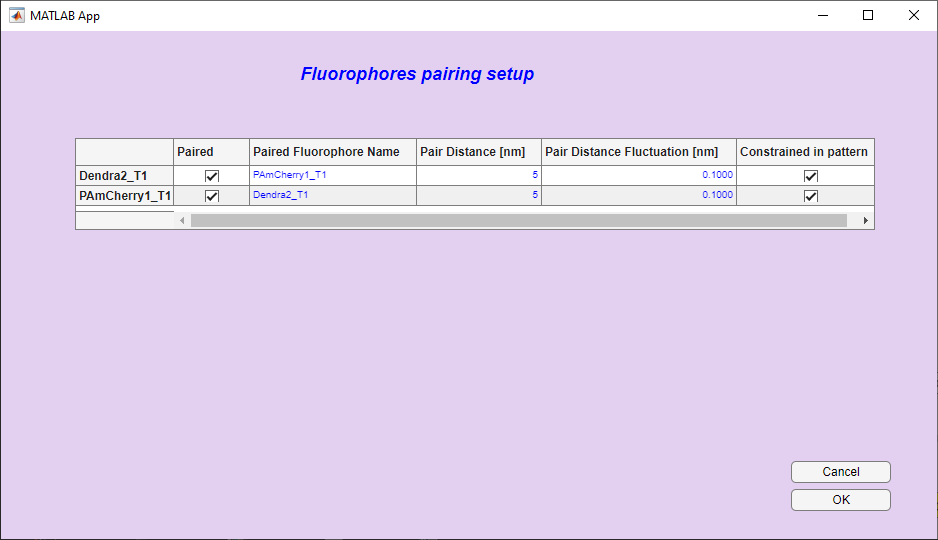 MATLAB App
Fluorophores pairing setup
Paired Paired Fluorophore Name Pair Distance [nm] Pair Distance Fluctuation [nm] Constrained in pattern
Dendra2_T1 PAmCherry1_T1 5 0.1000
PAmCherry1_T1 Dendra2_T1 5 0.1000
Cancel
OK